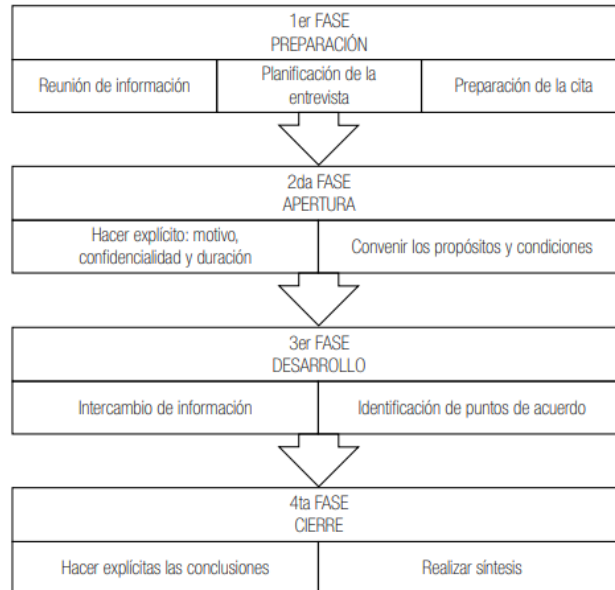 1er FASE
PREPARACIÓN
Reunión de información
Planificación de la
entrevista
Preparación de la cita
2da FASE
APERTURA
Hacer explícito: motivo,
confidencialidad y duración
Convenir los propósitos y condiciones
3er FASE
DESARROLLO
Intercambio de información
Identificación de puntos de acuerdo
4ta FASE
CIERRE
Hacer explícitas las conclusiones
Realizar síntesis